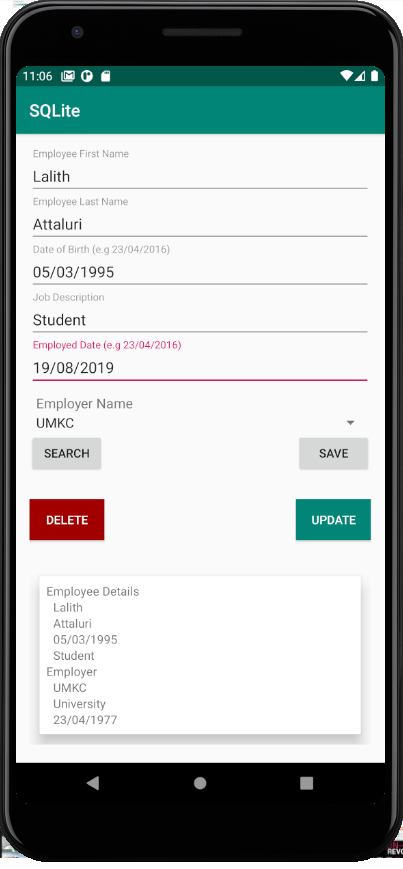 11:06
SQLite
Employee First Name
Lalith
Employee Last Name
Attaluri
Date of Birth (e.g 23/04/2016)
05/03/1995
Job Description
Student
Employed Date (e.g 23/04/2016)
19/08/2019
Employer Name
UMKC
SEARCH SAVE
DELETE UPDATE
Employee Details
Lalith
Attaluri
05/03/1995
Student
Employer
UMKC
University
23/04/1977